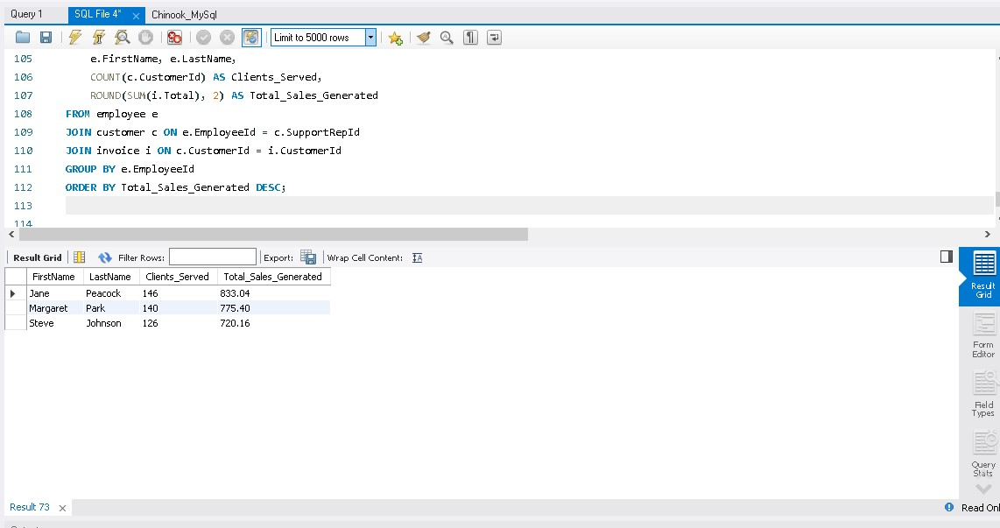 Query 1 SQL File 4* Chinook_MySql
Limit to 5000 rows
105 e.FirstName, e.LastName,
106 COUNT(c.CustomerId) AS Clients_Served,
107 ROUND(SUM(i.Total), 2) AS Total_Sales_Generated
108 FROM employee e
109 JOIN customer c ON e.EmployeeId = c.SupportRepId
110 JOIN invoice i ON c.CustomerId = i.CustomerId
111 GROUP BY e.EmployeeId
112 ORDER BY Total_Sales_Generated DESC;
113
114
Result Grid Filter Rows: Export: Wrap Cell Content: IA
FirstName LastName Clients_Served Total_Sales_Generated
Jane Peacock 146 833.04
Margaret Park 140 775.40
Steve Johnson 126 720.16
Result
Grid
Form
Editor
Field
Types
Query
Stats
Result 73 Read Onl